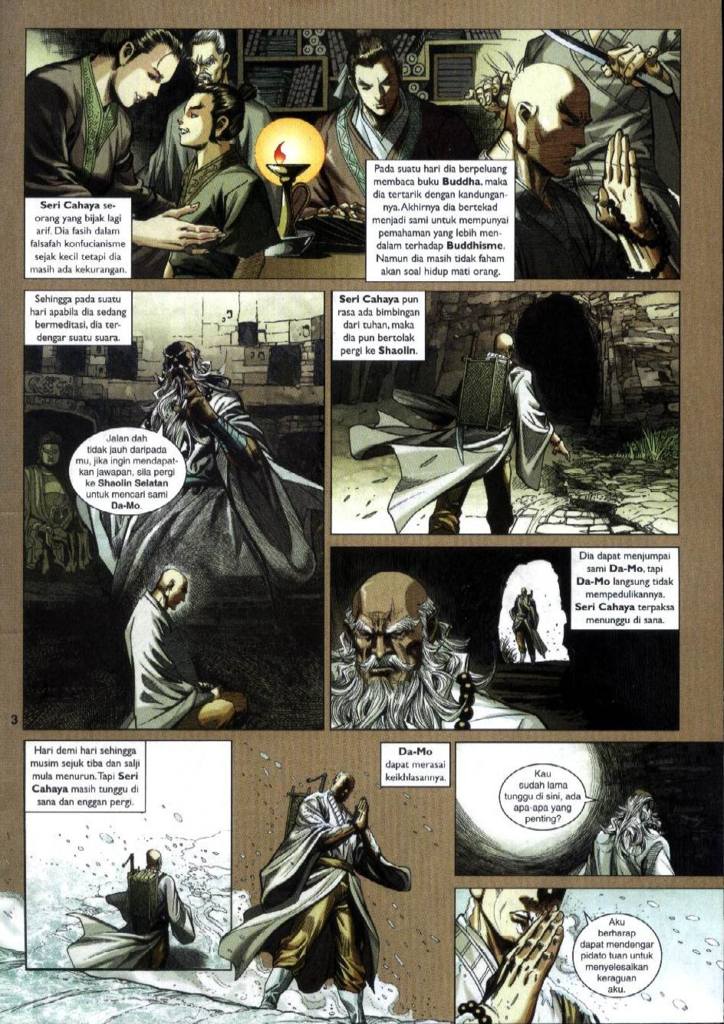 Seri Cahaya se-
orang yang bijak lagi
arif. Dia fasih dalam
falsafah konfucianisme
sejak kecil tetapi dia
masih ada kekurangan.
Pada suatu hari dia berpeluang
membaca buku Buddha, maka
dia tertarik dengan kandungan-
nya. Akhirnya dia bertekad
menjadi sami untuk mempunyai
pemahaman yang lebih men-
dalam terhadap Buddhisme.
Namun dia masih tidak faham
akan soal hidup mati orang.
Sehingga pada suatu
hari apabila dia sedang
bermeditasi, dia ter-
dengar suatu suara.
Jalan dah
tidak jauh daripada
mu, jika ingin mendapat-
kan jawapan, sila pergi
ke Shaolin Selatan
untuk mencari sami
Da-Mo.
Seri Cahaya pun
rasa ada bimbingan
dari tuhan, maka
dia pun bertolak
pergi ke Shaolin.
Dia dapat menjumpai
sami Da-Mo, tapi
Da-Mo langsung tidak
mempedulikannya.
Seri Cahaya terpaksa
menunggu di sana.
3
Hari demi hari sehingga
musim sejuk tiba dan salji
mula menurun. Tapi Seri
Cahaya masih tunggu di
sana dan enggan pergi.
Da-Mo
dapat merasai
keikhlasannya.
Kau
sudah lama
tunggu di sini, ada
apa-apa yang
penting?
Aku
berharap
dapat mendengar
pidato tuan untuk
menyelesaikan
keraguan
aku.